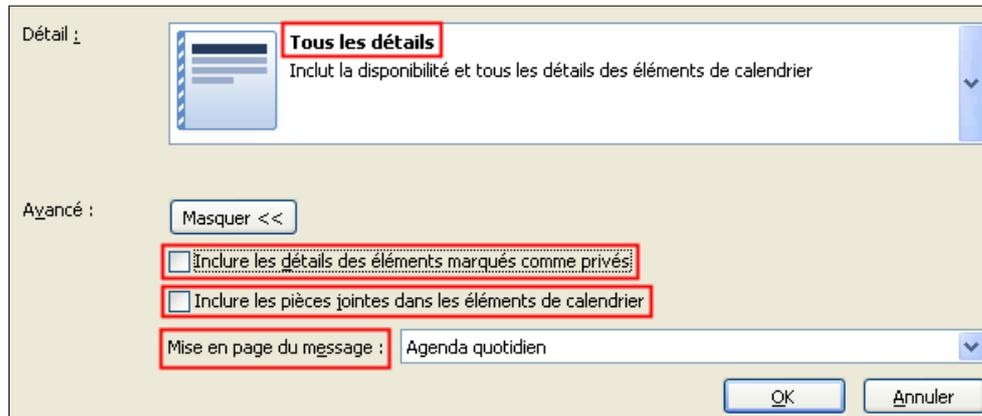 Détail :
Tous les détails
Inclut la disponibilité et tous les détails des éléments de calendrier
Avancé :
Masquer <<
Inclure les détails des éléments marqués comme privés
Inclure les pièces jointes dans les éléments de calendrier
Mise en page du message : Agenda quotidien
OK Annuler